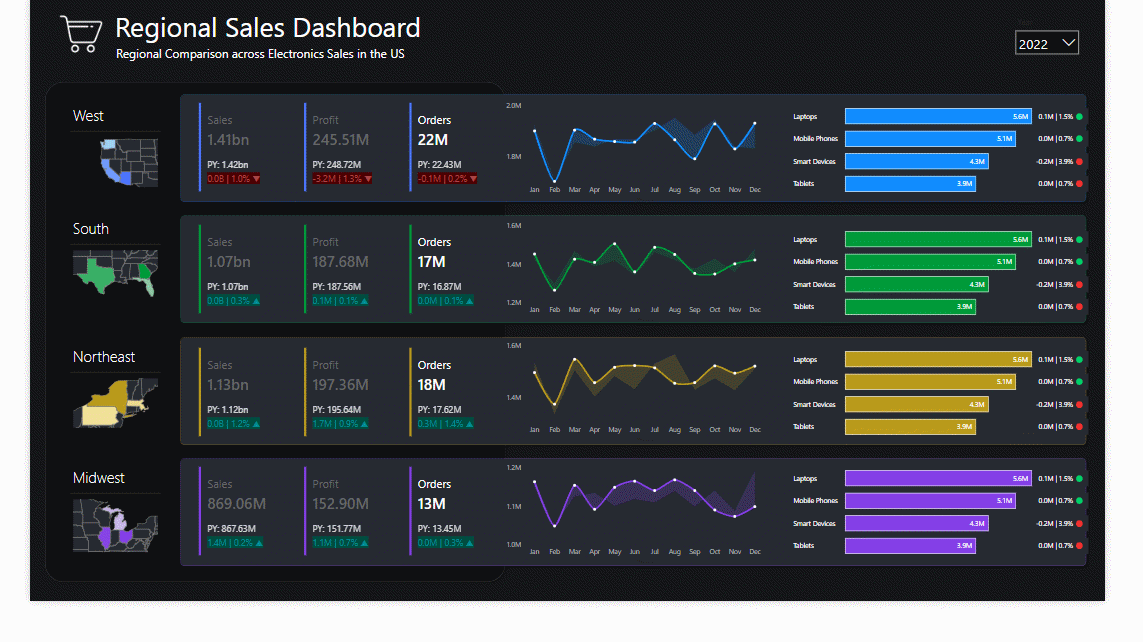 Regional Sales Dashboard
Regional Comparison across Electronics Sales in the US
2022
West
Sales
1.41bn
PY: 1.42bn
0.0B | 1.0% ▼
Profit
245.51M
PY: 248.72M
-3.2M | 1.3% ▼
Orders
22M
PY: 22.43M
-0.1M | 0.2% ▼
2.0M
1.8M
Jan Feb Mar Apr May Jun Jul Aug Sep Oct Nov Dec
Laptops 5.6M 0.1M | 1.5%
Mobile Phones 5.1M 0.0M | 0.7%
Smart Devices 4.3M -0.2M | 3.9%
Tablets 3.9M 0.0M | 0.7%
South
Sales
1.07bn
PY: 1.07bn
0.0B | 0.3% ▲
Profit
187.68M
PY: 187.56M
0.1M | 0.1% ▲
Orders
17M
PY: 16.87M
0.0M | 0.1% ▲
1.6M
1.4M
1.2M
Jan Feb Mar Apr May Jun Jul Aug Sep Oct Nov Dec
Laptops 5.6M 0.1M | 1.5%
Mobile Phones 5.1M 0.0M | 0.7%
Smart Devices 4.3M -0.2M | 3.9%
Tablets 3.9M 0.0M | 0.7%
Northeast
Sales
1.13bn
PY: 1.12bn
0.0B | 1.2% ▲
Profit
197.36M
PY: 195.64M
1.7M | 0.9% ▲
Orders
18M
PY: 17.62M
0.3M | 1.4% ▲
1.6M
1.4M
Jan Feb Mar Apr May Jun Jul Aug Sep Oct Nov Dec
Laptops 5.6M 0.1M | 1.5%
Mobile Phones 5.1M 0.0M | 0.7%
Smart Devices 4.3M -0.2M | 3.9%
Tablets 3.9M 0.0M | 0.7%
Midwest
Sales
869.06M
PY: 867.63M
1.4M | 0.2% ▲
Profit
152.90M
PY: 151.77M
1.1M | 0.7% ▲
Orders
13M
PY: 13.45M
0.0M | 0.3% ▲
1.2M
1.1M
1.0M
Jan Feb Mar Apr May Jun Jul Aug Sep Oct Nov Dec
Laptops 5.6M 0.1M | 1.5%
Mobile Phones 5.1M 0.0M | 0.7%
Smart Devices 4.3M -0.2M | 3.9%
Tablets 3.9M 0.0M | 0.7%